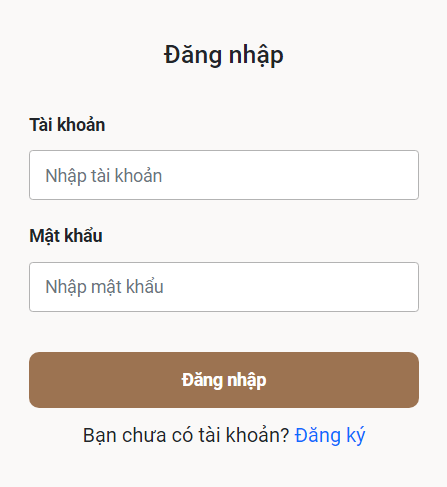 Đăng nhập
Tài khoản
Nhập tài khoản
Mật khẩu
Nhập mật khẩu
Đăng nhập
Bạn chưa có tài khoản? Đăng ký